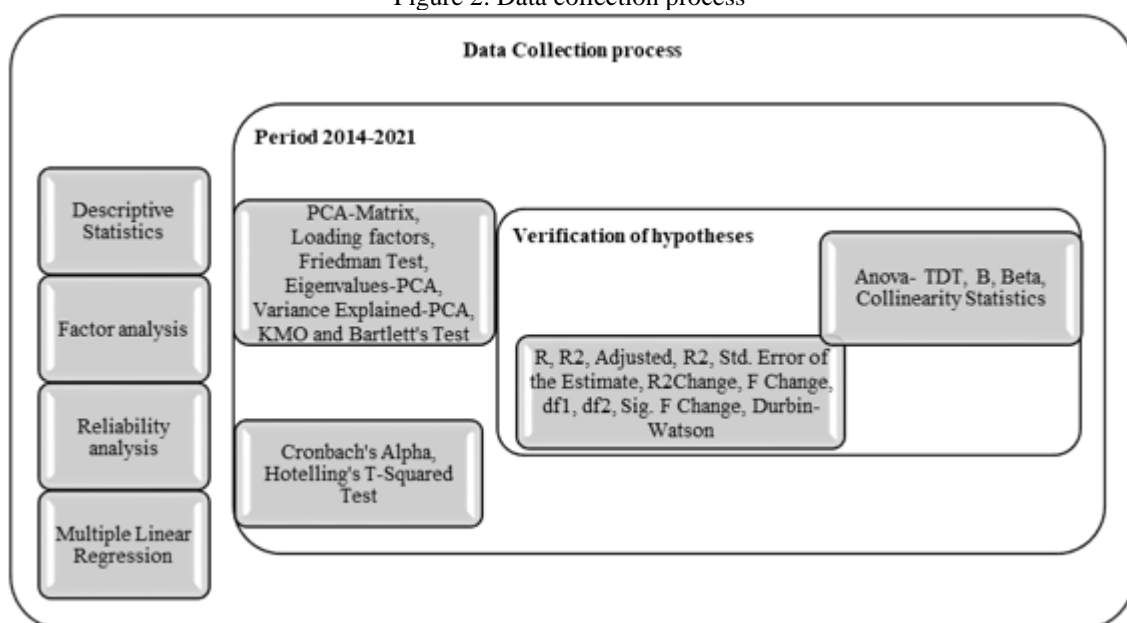 Figure 2. Data collection process
Data Collection process
Period 2014-2021
Descriptive
Statistics
Factor analysis
Reliability
analysis
Multiple Linear
Regression
PCA-Matrix,
Loading factors,
Friedman Test,
Eigenvalues-PCA,
Variance Explained-PCA,
KMO and Bartlett's Test
Cronbach's Alpha,
Hotelling's T-Squared
Test
Verification of hypotheses
Anova- TDT, B, Beta,
Collinearity Statistics
R, R2, Adjusted, R2, Std. Error of
the Estimate, R2Change, F Change,
df1, df2, Sig. F Change, Durbin-
Watson